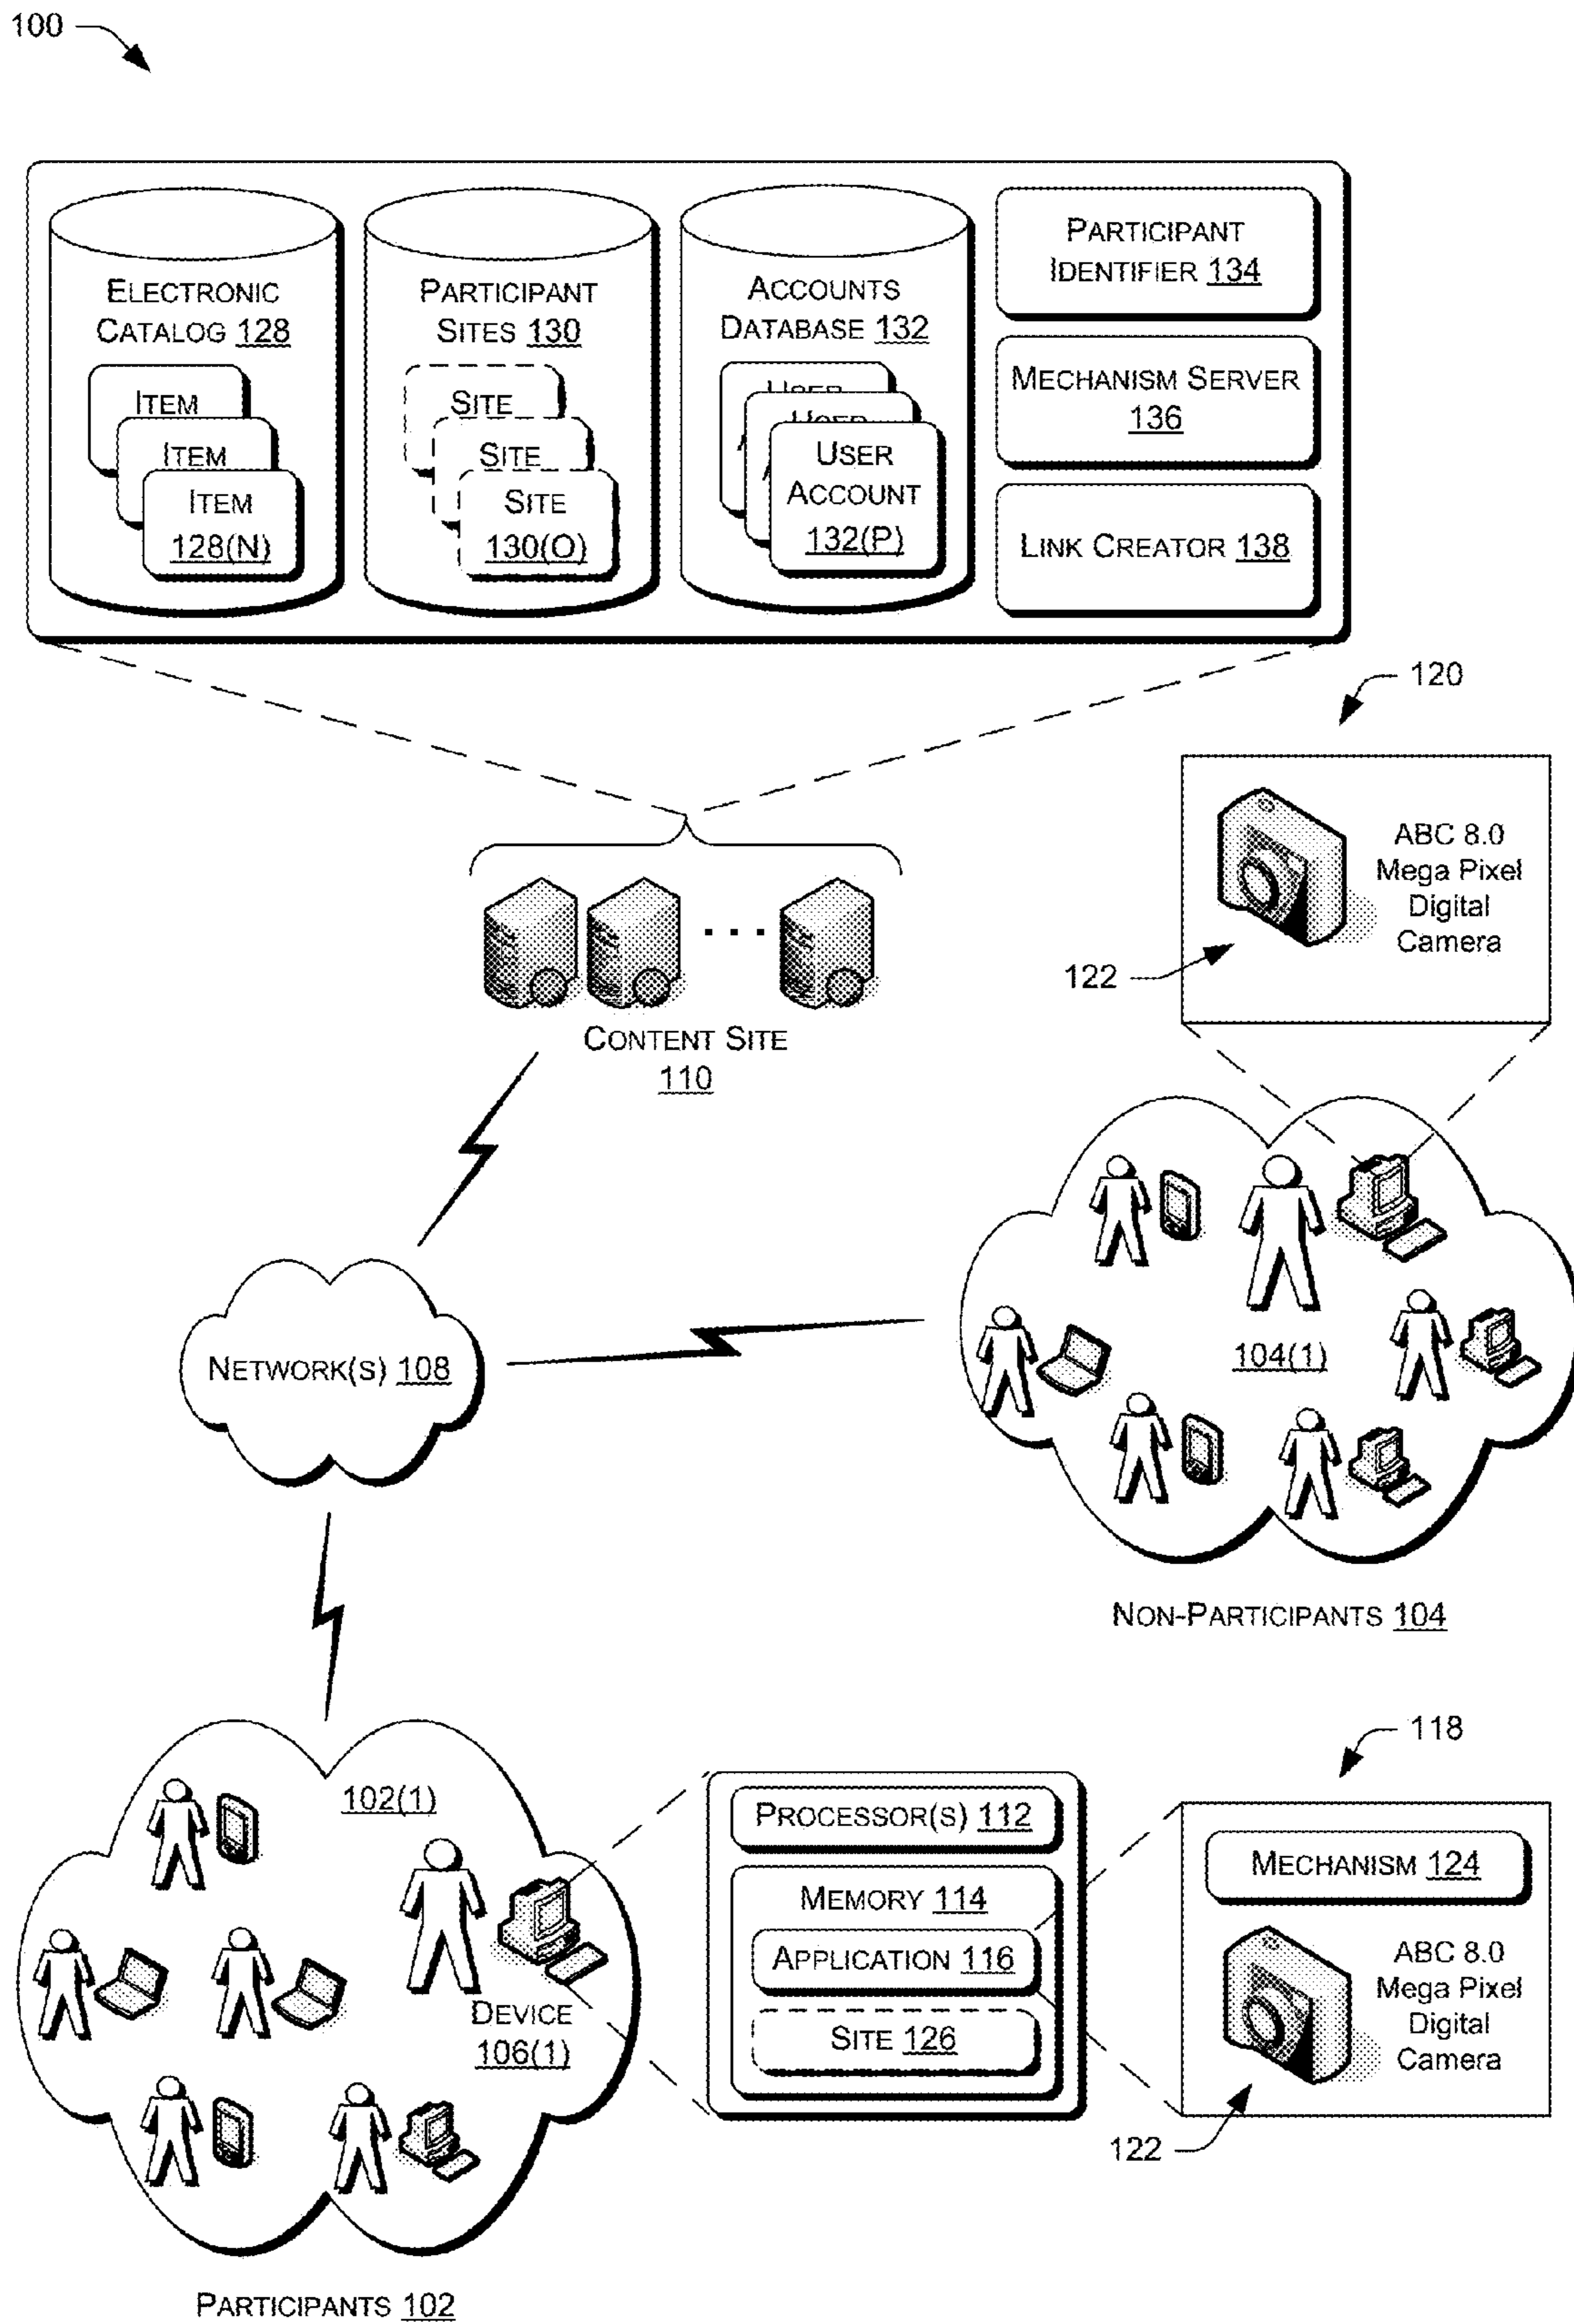 100
ELECTRONIC
CATALOG 128
ITEM
ITEM
ITEM
128(N)
PARTICIPANT
SITES 130
SITE
SITE
SITE
130(O)
ACCOUNTS
DATABASE 132
USER
USER
USER
ACCOUNT
132(P)
PARTICIPANT
IDENTIFIER 134
MECHANISM SERVER
136
LINK CREATOR 138
120
ABC 8.0
Mega Pixel
Digital
Camera
122
CONTENT SITE
110
NETWORK(S) 108
104(1)
NON-PARTICIPANTS 104
102(1)
DEVICE
106(1)
PARTICIPANTS 102
PROCESSOR(S) 112
MEMORY 114
APPLICATION 116
SITE 126
118
MECHANISM 124
ABC 8.0
Mega Pixel
Digital
Camera
122